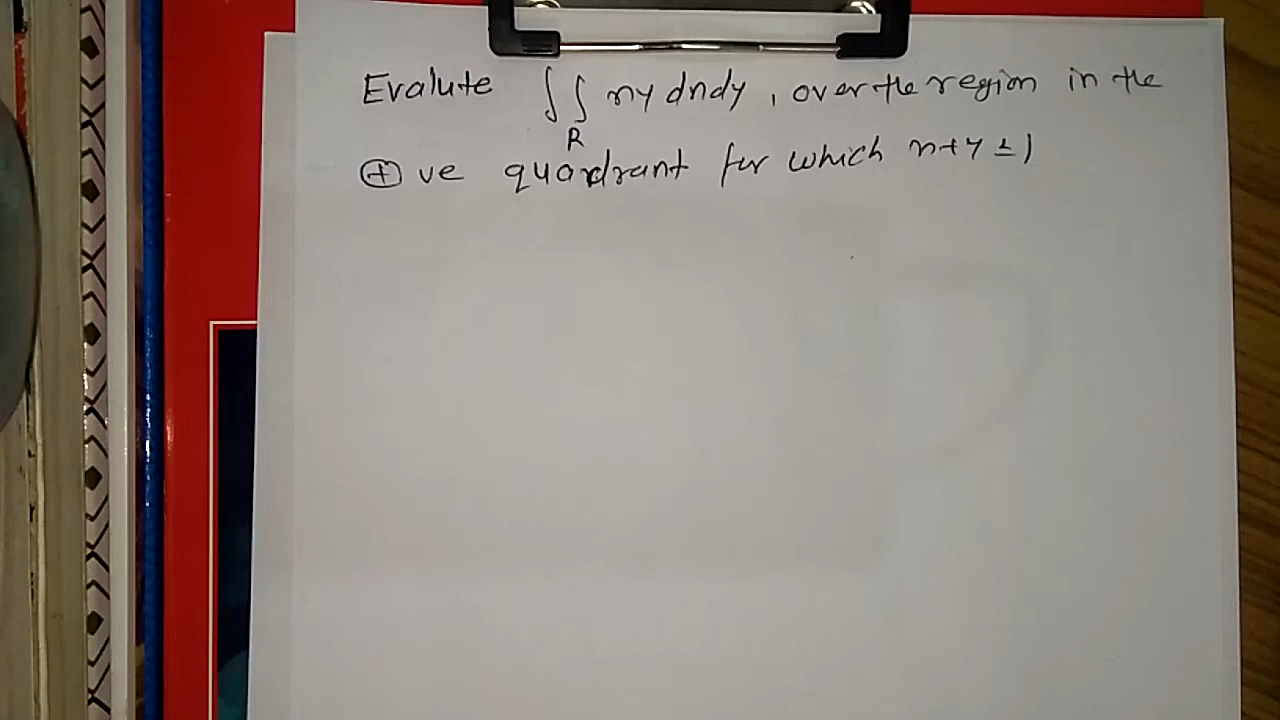 Evalute ∫∫ xy dxdy, over the region in the
R
⊕ve quadrant for which x+y ≤ 1